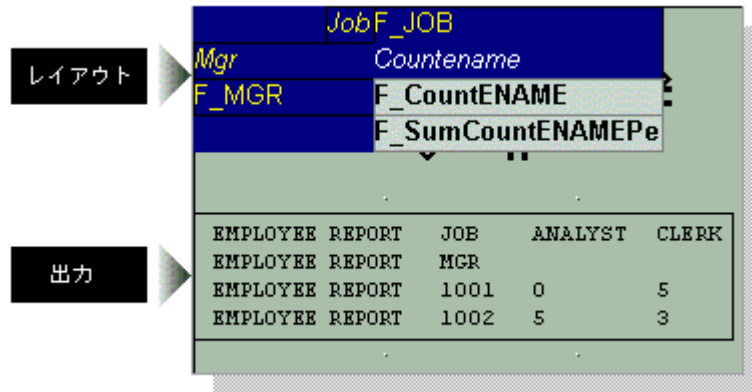 Job F_JOB
Mgr Countename
レイアウト
F_MGR F_CountENAME
F_SumCountENAMEPe
EMPLOYEE REPORT JOB ANALYST CLERK
EMPLOYEE REPORT MGR
出力
EMPLOYEE REPORT 1001 0 5
EMPLOYEE REPORT 1002 5 3